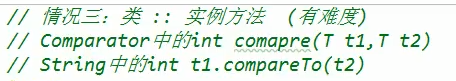 // 情况三：类 :: 实例方法 （有难度）
// Comparator中的int comapre(T t1,T t2)
// String中的int t1.compareTo(t2)